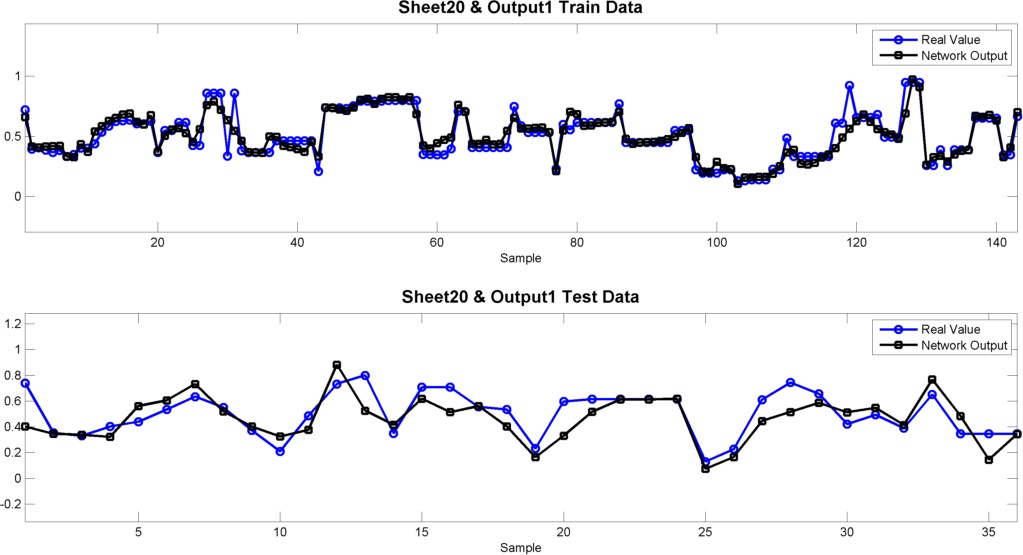 Sheet20 & Output1 Train Data
Real Value
Network Output
1
0.5
0
20 40 60 80 100 120 140
Sample
Sheet20 & Output1 Test Data
Real Value
Network Output
1.2
1
0.8
0.6
0.4
0.2
0
-0.2
5 10 15 20 25 30 35
Sample